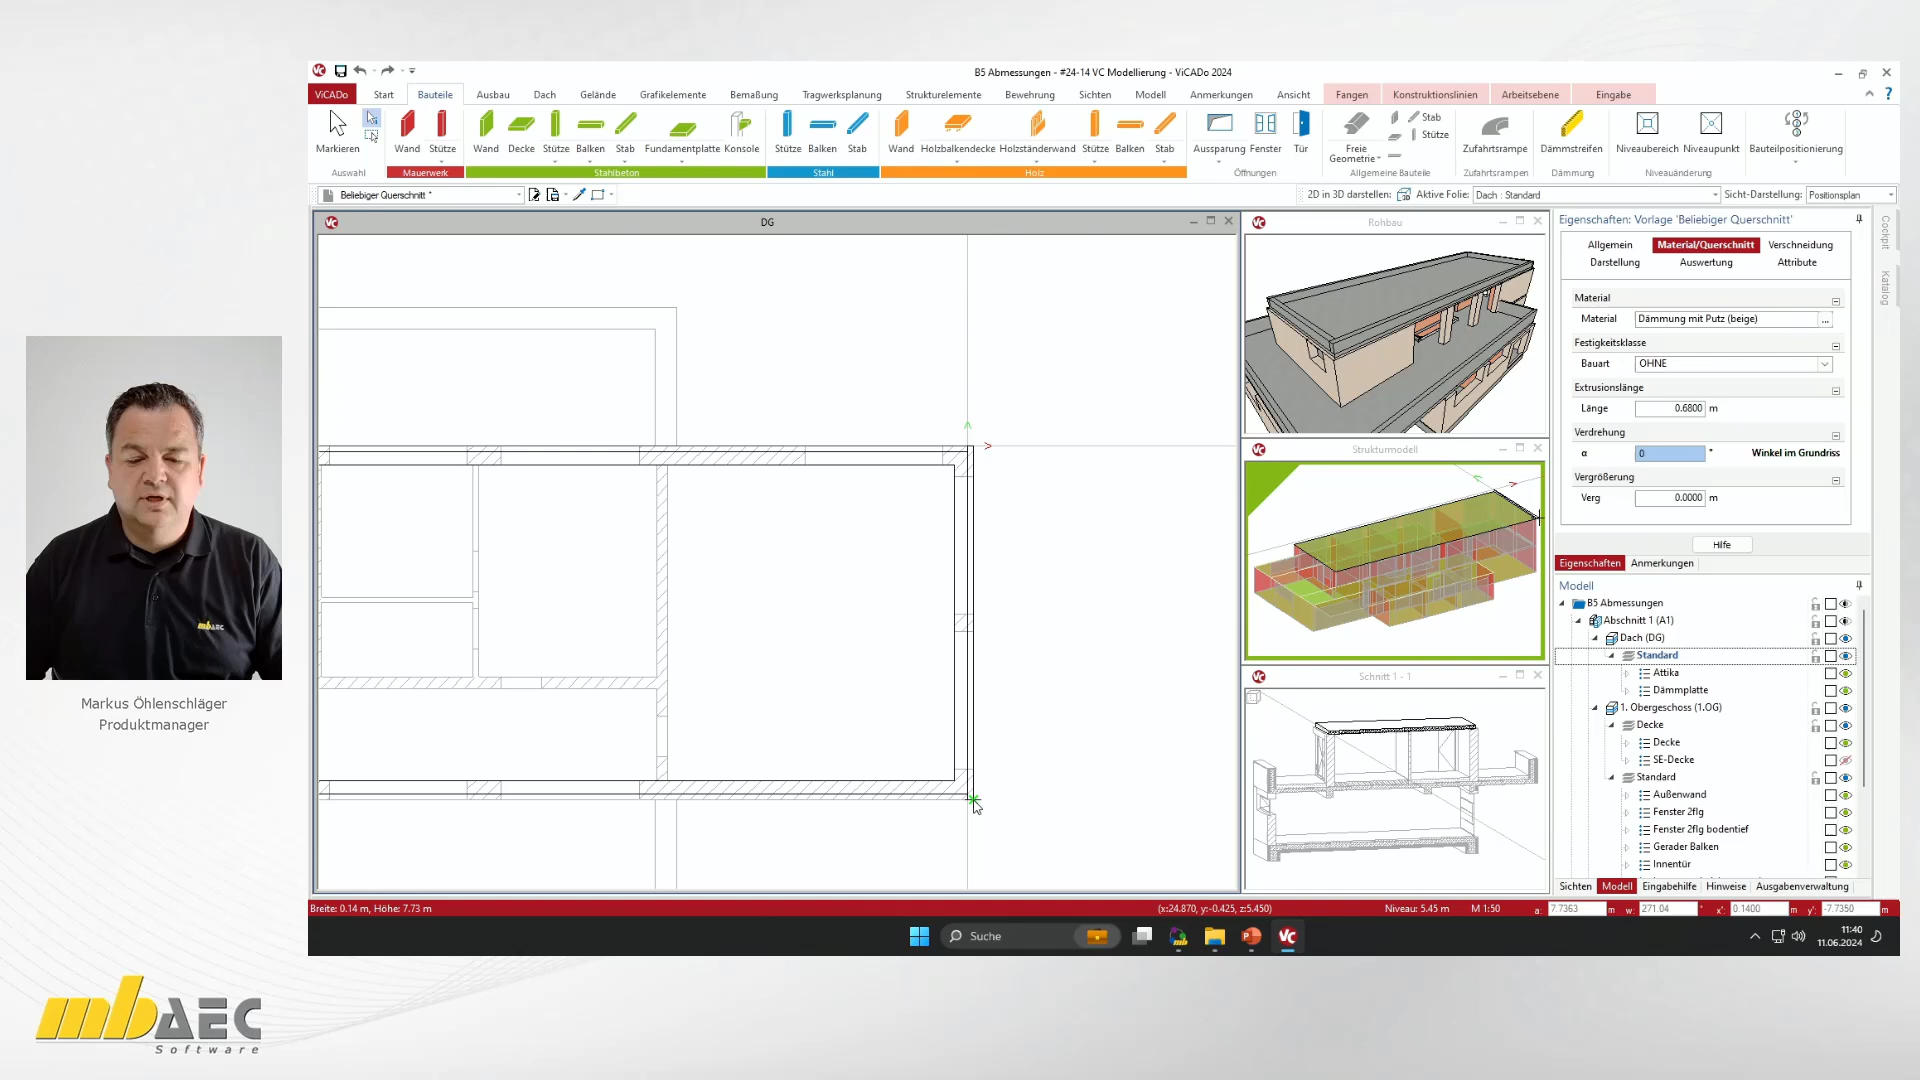 B5 Abmessungen - #24-14 VC Modellierung - ViCADo 2024
ViCADo Start Bauteile Ausbau Dach Gelände Grafikelemente Bemaßung Tragwerksplanung Strukturelemente Bewehrung Sichten Modell Anmerkungen Ansicht Fangen Konstruktionslinien Arbeitsebene Eingabe
Markieren Wand Stütze Wand Decke Stütze Balken Stab Fundamentplatte Konsole Stütze Balken Stab Wand Holzbalkendecke Holzständerwand Stütze Balken Stab Aussparung Fenster Tür Freie Geometrie Stab Stütze Zufahrtsrampe Dämmstreifen Niveaubereich Niveaupunkt Bauteilpositionierung
Auswahl Mauerwerk Stahlbeton Stahl Holz Öffnungen Allgemeine Bauteile Zufahrtsrampen Dämmung Niveauänderung
Beliebiger Querschnitt * 2D in 3D darstellen: Aktive Folie: Dach : Standard Sicht-Darstellung: Positionsplan
DG
Rohbau
Strukturmodell
Schnitt 1 - 1
Eigenschaften: Vorlage 'Beliebiger Querschnitt'
Allgemein Material/Querschnitt Verschneidung
Darstellung Auswertung Attribute
Material
Material Dämmung mit Putz (beige) ...
Festigkeitsklasse
Bauart OHNE
Extrusionslänge
Länge 0.6800 m
Verdrehung
α 0 ° Winkel im Grundriss
Vergrößerung
Verg 0.0000 m
Hilfe
Eigenschaften Anmerkungen
Modell
B5 Abmessungen
Abschnitt 1 (A1)
Dach (DG)
Standard
Attika
Dämmplatte
1. Obergeschoss (1.OG)
Decke
Decke
SE-Decke
Standard
Außenwand
Fenster 2flg
Fenster 2flg bodentief
Gerader Balken
Innentür
Sichten Modell Eingabehilfe Hinweise Ausgabenverwaltung
Cockpit
Katalog
Breite: 0.14 m, Höhe: 7.73 m (x:24.870, y:-0.425, z:5.450) Niveau: 5.45 m M 1:50 a: 7.7363 m w: 271.04 ° x': 0.1400 m y': -7.7350 m
Suche
11:40
11.06.2024
mbAEC
Markus Öhlenschläger
Produktmanager
mbAEC
Software